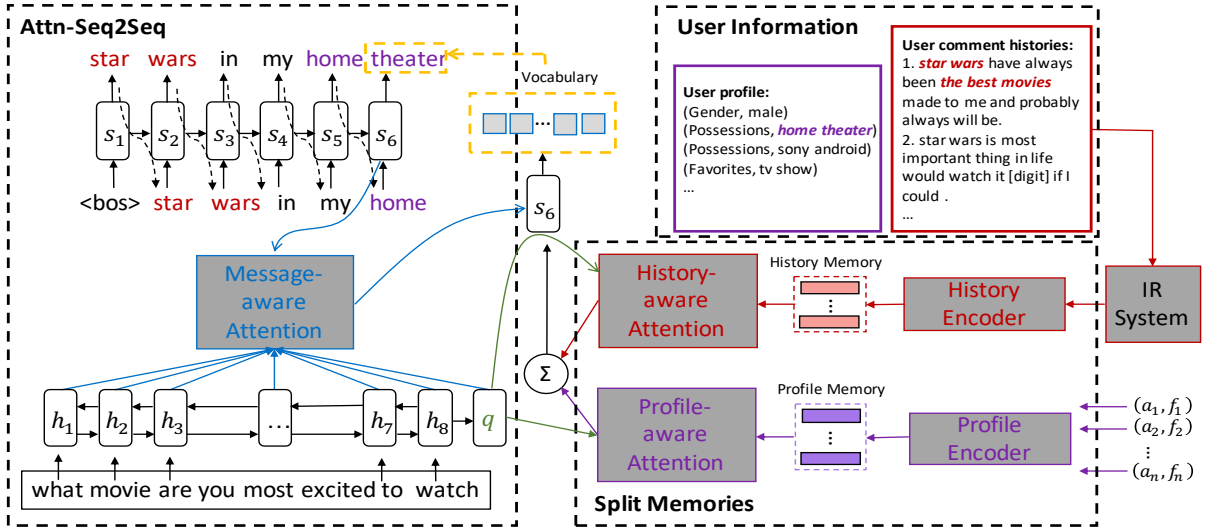 Attn-Seq2Seq
star wars in my home theater
s1 s2 s3 s4 s5 s6
<bos> star wars in my home
Vocabulary
...
s6
Message-
aware
Attention
h1 h2 h3 ... h7 h8 q
what movie are you most excited to watch
User Information
User profile:
(Gender, male)
(Possessions, home theater)
(Possessions, sony android)
(Favorites, tv show)
...
User comment histories:
1. star wars have always
been the best movies
made to me and probably
always will be.
2. star wars is most
important thing in life
would watch it [digit] if I
could .
...
History-
aware
Attention
History Memory
⋮
History
Encoder
IR
System
Σ
Profile-
aware
Attention
Profile Memory
⋮
Profile
Encoder
(a1, f1)
(a2, f2)
⋮
(an, fn)
Split Memories